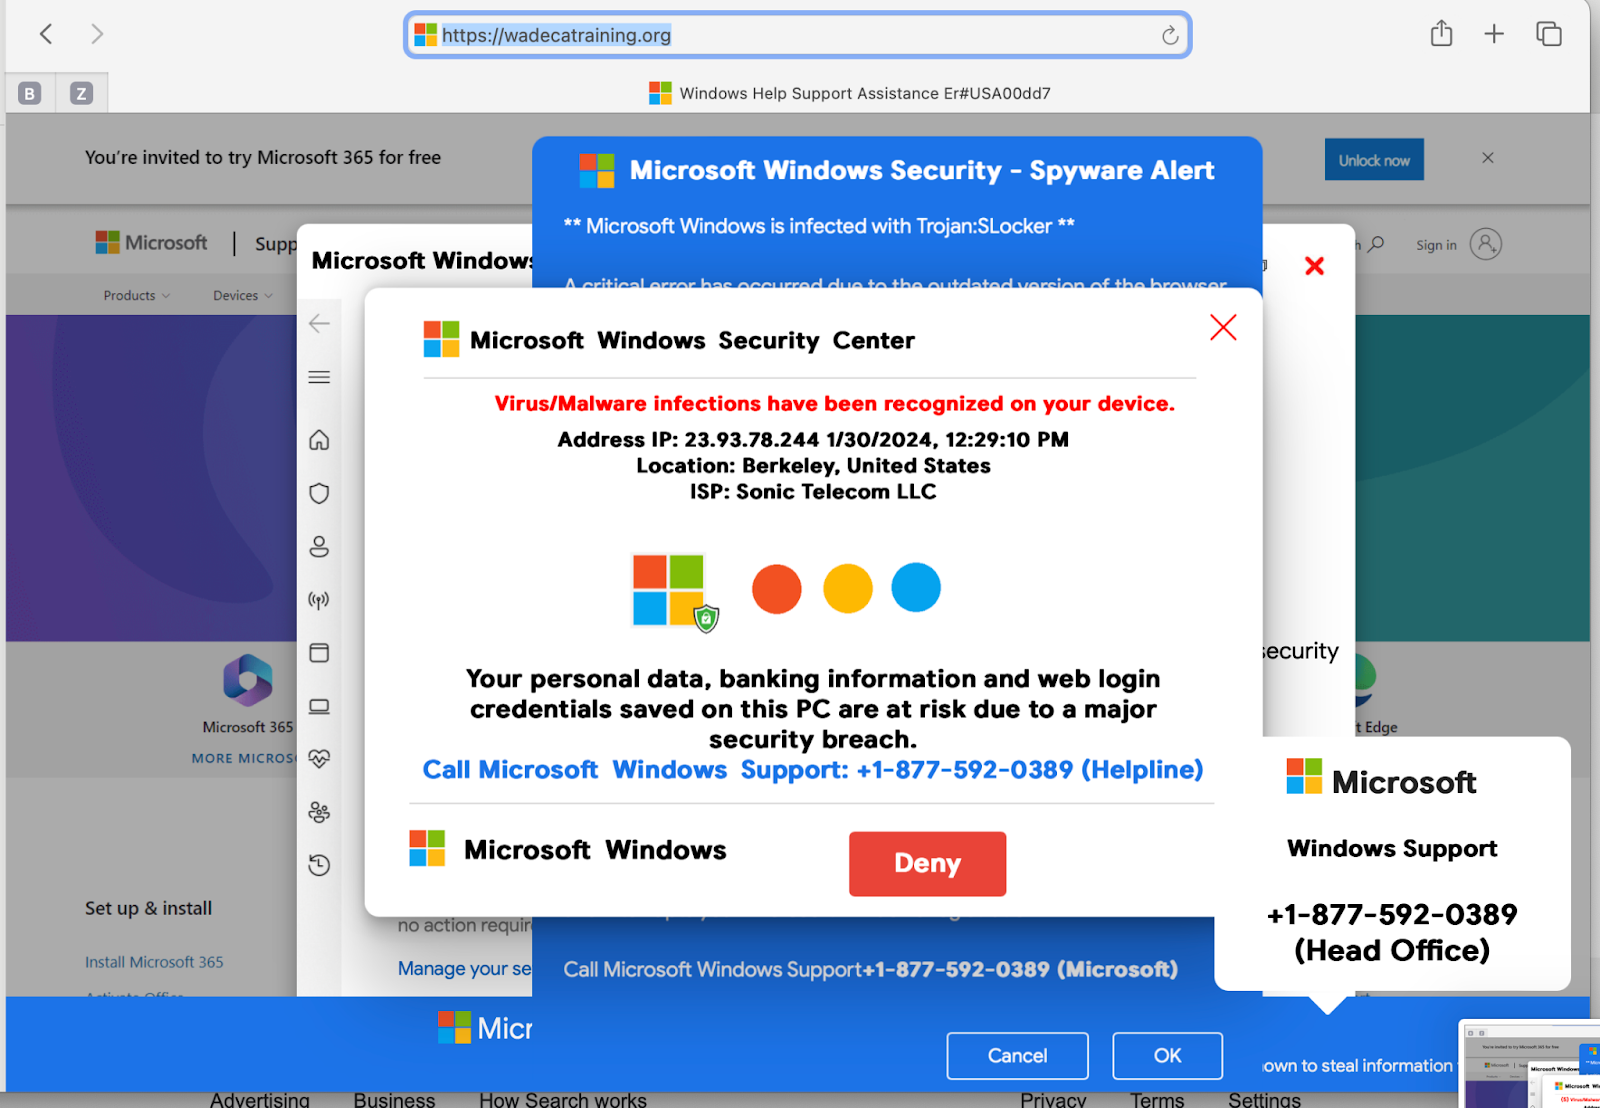 https://wadecatraining.org
B
Z
Windows Help Support Assistance Er#USA00dd7
You're invited to try Microsoft 365 for free
Unlock now
Microsoft Windows Security - Spyware Alert
** Microsoft Windows is infected with Trojan:SLocker **
A critical error has occurred due to the outdated version of the browser
Microsoft
Supp
Microsoft Windows
Sign in
Products
Devices
Microsoft Windows Security Center
Virus/Malware infections have been recognized on your device.
Address IP: 23.93.78.244 1/30/2024, 12:29:10 PM
Location: Berkeley, United States
ISP: Sonic Telecom LLC
Your personal data, banking information and web login
credentials saved on this PC are at risk due to a major
security breach.
Call Microsoft Windows Support: +1-877-592-0389 (Helpline)
Microsoft Windows
Deny
security
Microsoft 365
t Edge
MORE MICROS
Microsoft
Windows Support
+1-877-592-0389
(Head Office)
Set up & install
Install Microsoft 365
Activate Office
no action requir
Manage your se
Call Microsoft Windows Support+1-877-592-0389 (Microsoft)
Micr
Cancel
OK
own to steal information
Advertising
Business
How Search works
Privacy
Terms
Settings